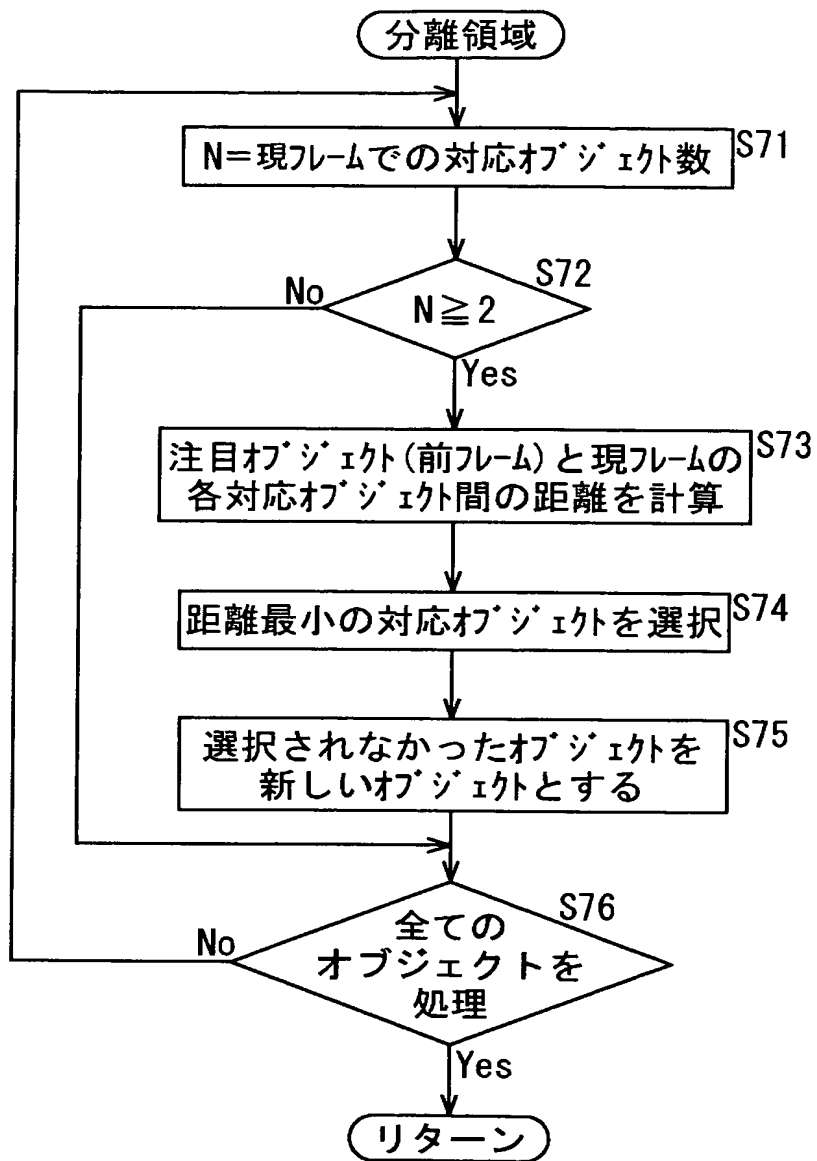 分離領域
N=現フレームでの対応オブジェクト数
S71
S72
No
N≧2
Yes
注目オブジェクト(前フレーム)と現フレームの
各対応オブジェクト間の距離を計算
S73
距離最小の対応オブジェクトを選択
S74
選択されなかったオブジェクトを
新しいオブジェクトとする
S75
S76
No
全ての
オブジェクトを
処理
Yes
リターン